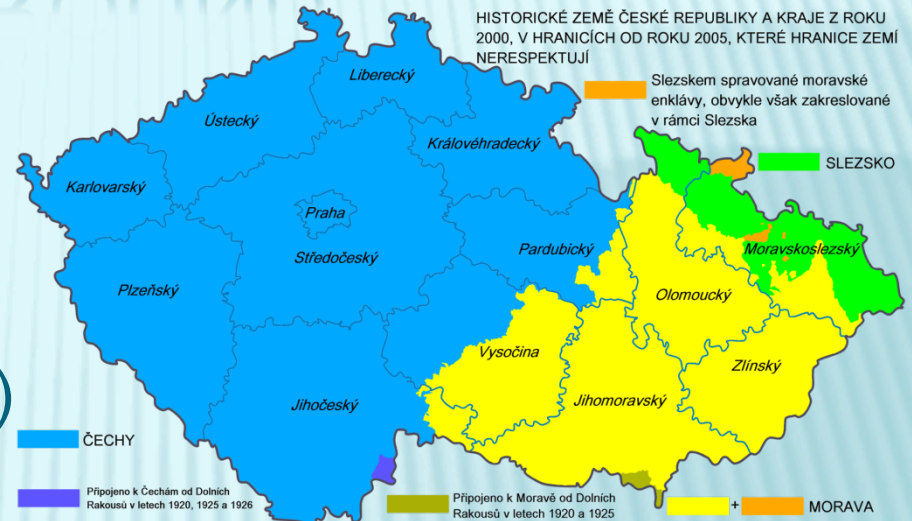 HISTORICKÉ ZEMĚ ČESKÉ REPUBLIKY A KRAJE Z ROKU
2000, V HRANICÍCH OD ROKU 2005, KTERÉ HRANICE ZEMÍ
NERESPEKTUJÍ
Slezskem spravované moravské
enklávy, obvykle však zakreslované
v rámci Slezska
SLEZSKO
Liberecký
Ústecký
Královéhradecký
Karlovarský
Praha
Středočeský
Pardubický
Moravskoslezský
Plzeňský
Olomoucký
Vysočina
Zlínský
Jihočeský
Jihomoravský
ČECHY
Připojeno k Čechám od Dolních
Rakousů v letech 1920, 1925 a 1926
Připojeno k Moravě od Dolních
Rakousů v letech 1920 a 1925
+
MORAVA